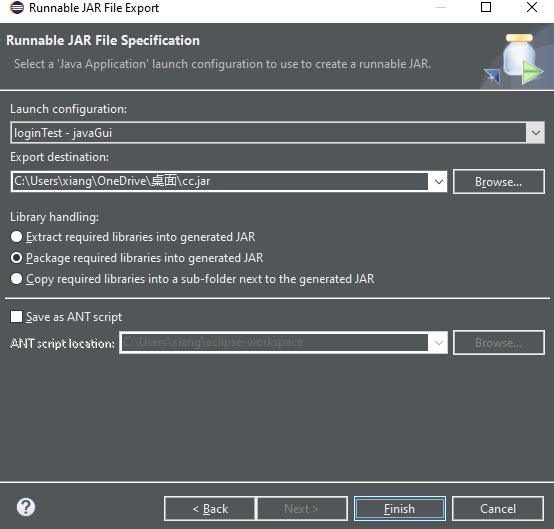 Runnable JAR File Export
Runnable JAR File Specification
Select a 'Java Application' launch configuration to use to create a runnable JAR.
Launch configuration:
loginTest - javaGui
Export destination:
C:\Users\xiang\OneDrive\桌面\cc.jar
Browse...
Library handling:
Extract required libraries into generated JAR
Package required libraries into generated JAR
Copy required libraries into a sub-folder next to the generated JAR
Save as ANT script
ANT script location:
C:\Users\xiang\eclipse-workspace
Browse...
?
< Back
Next >
Finish
Cancel